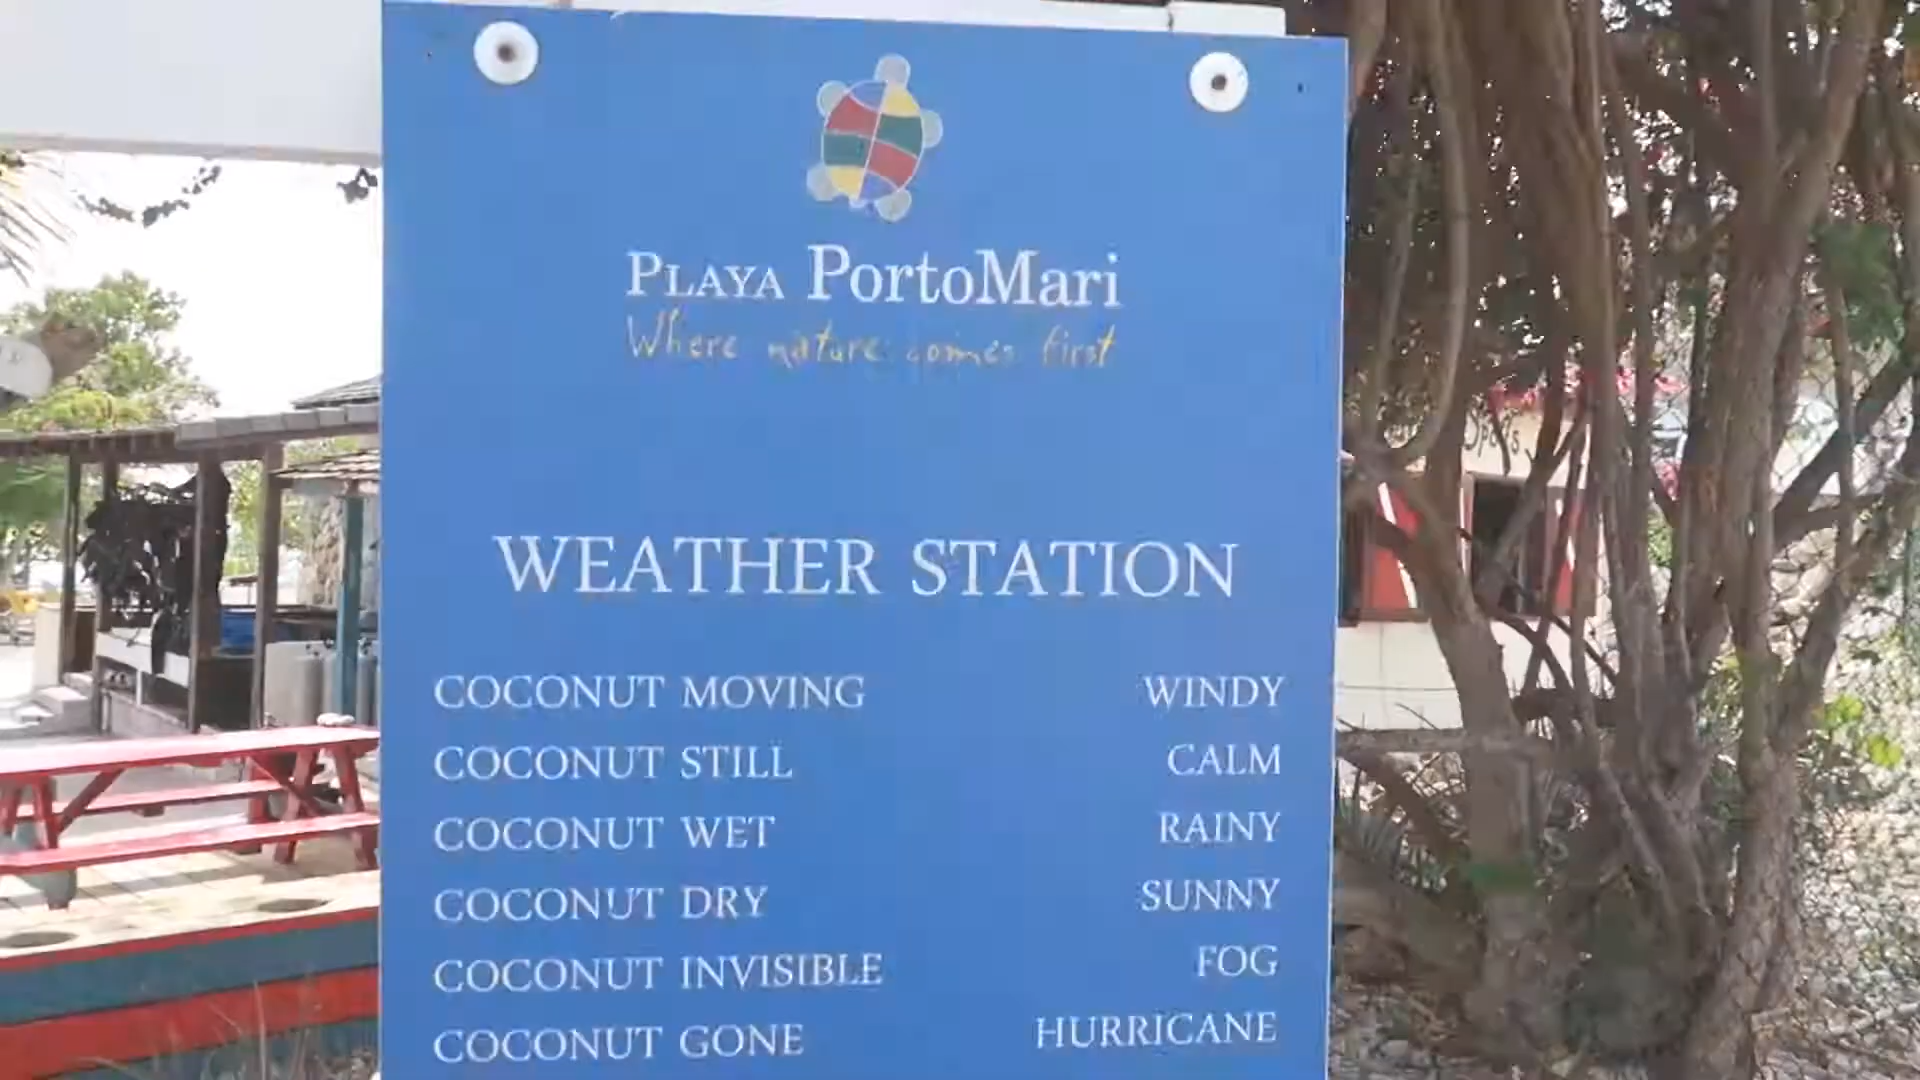 PLAYA PortoMari
Where nature comes first
WEATHER STATION
COCONUT MOVING WINDY
COCONUT STILL CALM
COCONUT WET RAINY
COCONUT DRY SUNNY
COCONUT INVISIBLE FOG
COCONUT GONE HURRICANE
Sports